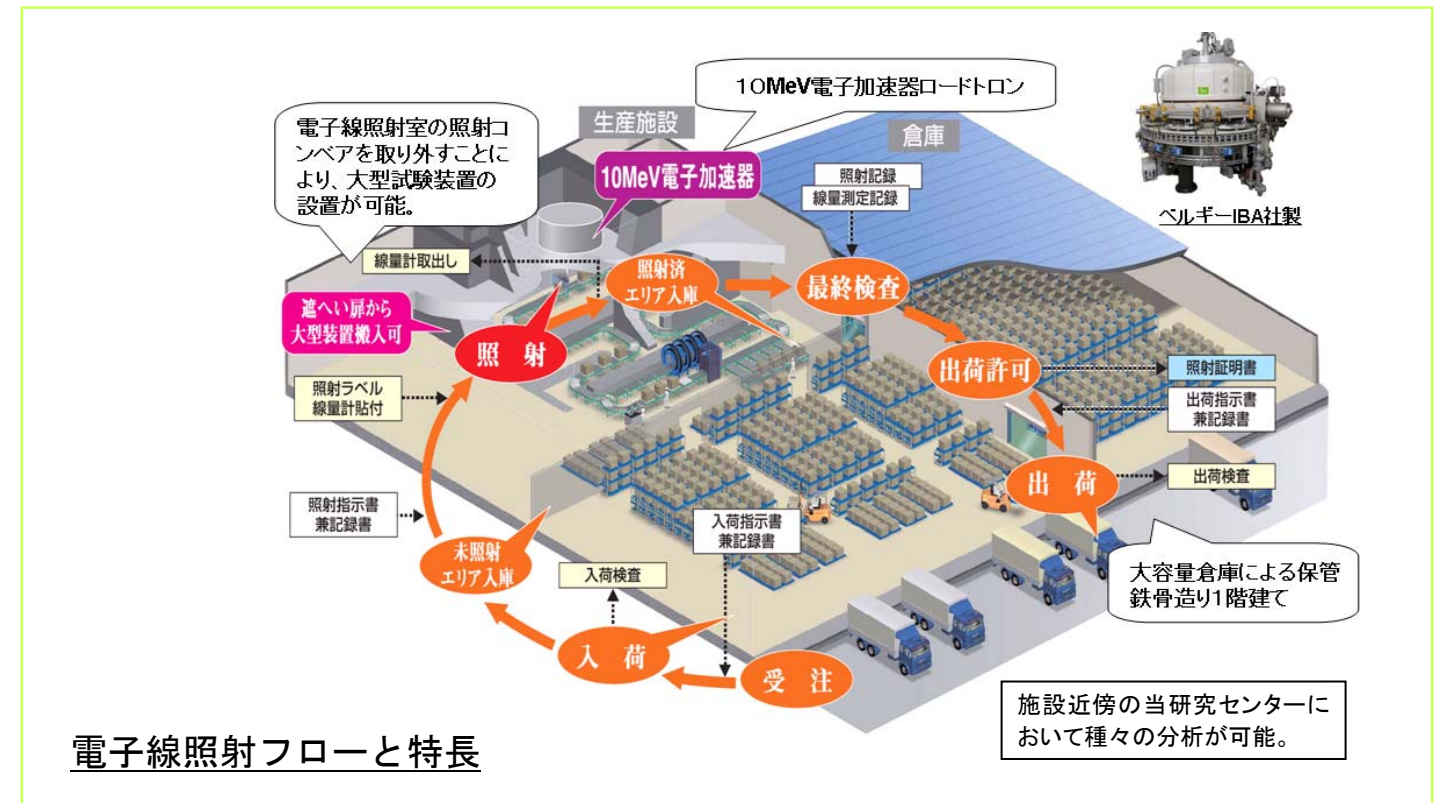 10MeV電子加速器ロードトロン
電子線照射室の照射コ
ンベアを取り外すことに
より、大型試験装置の
設置が可能。
生産施設
倉庫
10MeV電子加速器
照射記録
線量測定記録
ベルギーIBA社製
線量計取出し
照射済
エリア入庫
最終検査
遮へい扉から
大型装置搬入可
照 射
出荷許可
照射証明書
照射ラベル
線量計貼付
出荷指示書
兼記録書
出 荷
出荷検査
照射指示書
兼記録書
入荷指示書
兼記録書
未照射
エリア入庫
入荷検査
大容量倉庫による保管
鉄骨造り1階建て
入 荷
受 注
施設近傍の当研究センターに
おいて種々の分析が可能。
電子線照射フローと特長